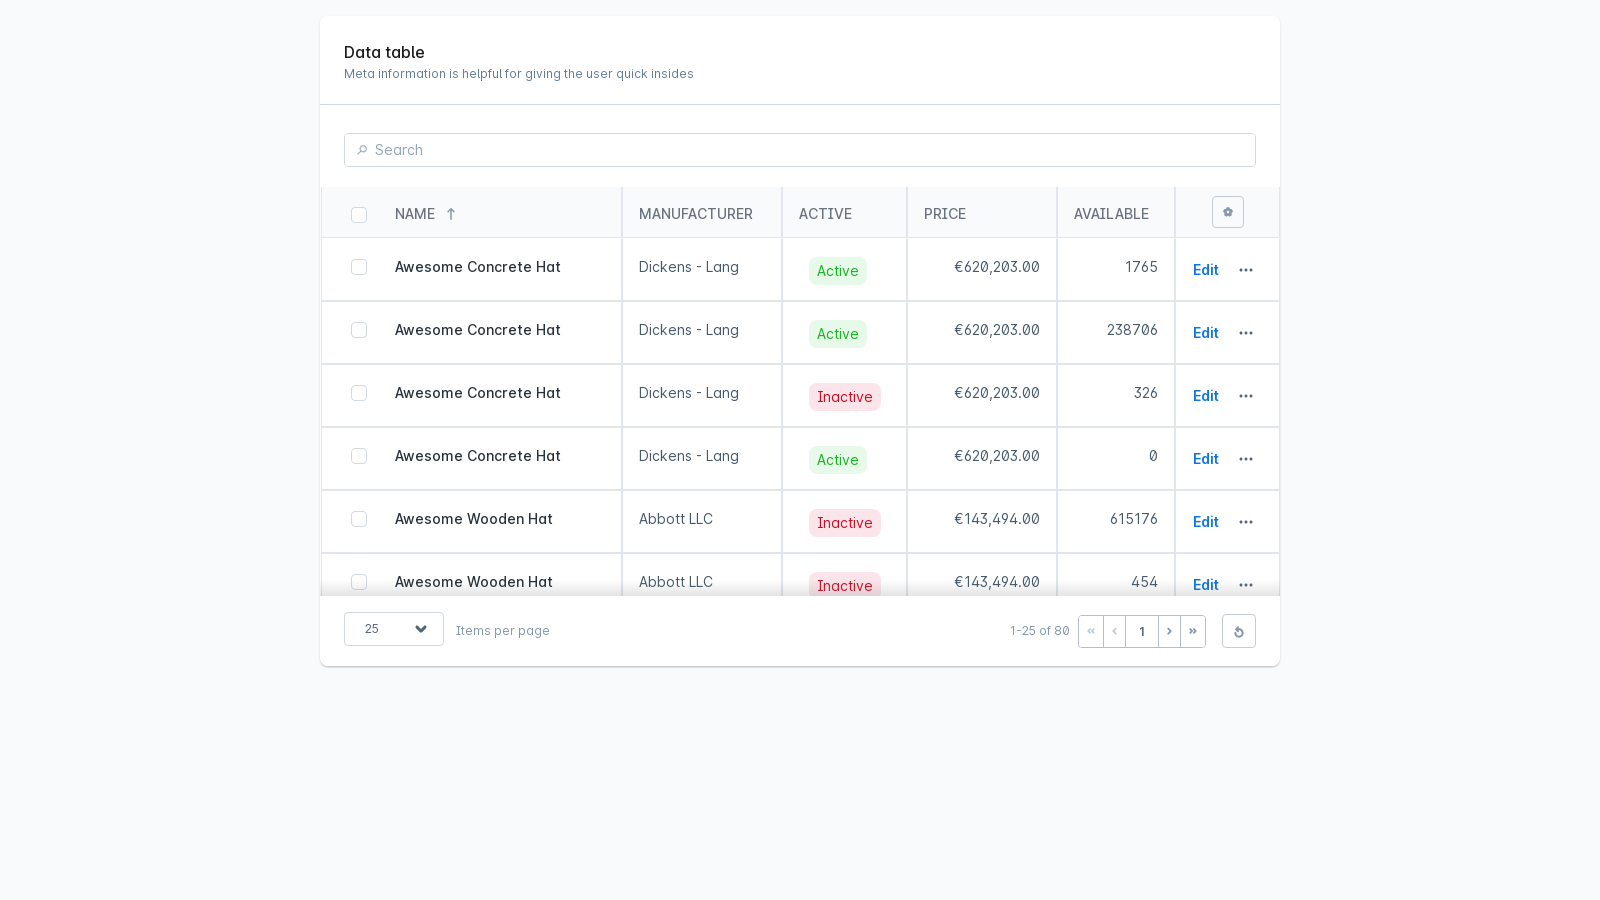 Data table
Meta information is helpful for giving the user quick insides
Search
NAME MANUFACTURER ACTIVE PRICE AVAILABLE
Awesome Concrete Hat Dickens - Lang Active €620,203.00 1765 Edit
Awesome Concrete Hat Dickens - Lang Active €620,203.00 238706 Edit
Awesome Concrete Hat Dickens - Lang Inactive €620,203.00 326 Edit
Awesome Concrete Hat Dickens - Lang Active €620,203.00 0 Edit
Awesome Wooden Hat Abbott LLC Inactive €143,494.00 615176 Edit
Awesome Wooden Hat Abbott LLC Inactive €143,494.00 454 Edit
25 Items per page 1-25 of 80 « ‹ 1 › »